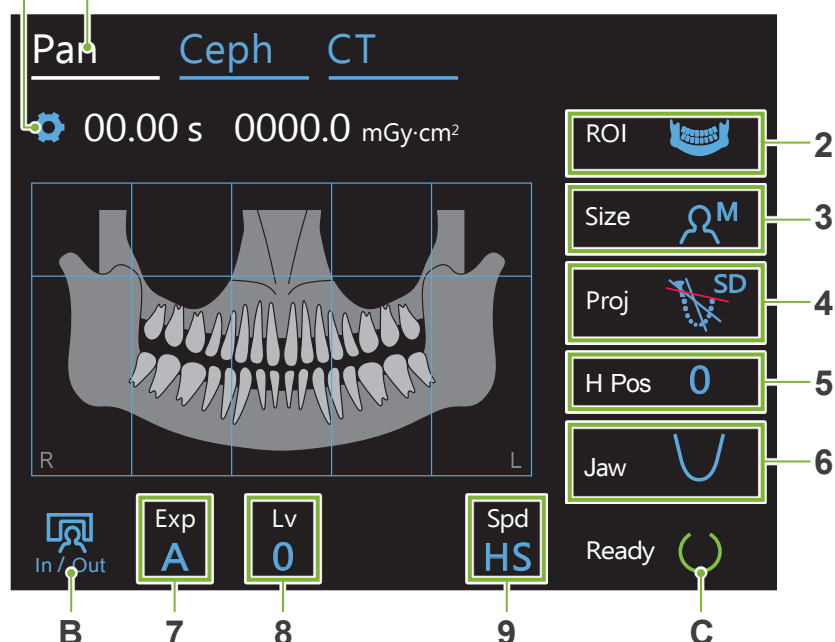 Pan Ceph CT
00.00 s 0000.0 mGy·cm²
ROI
2
Size M
3
Proj SD
4
H Pos 0
5
Jaw
6
R L
Exp Lv Spd
In / Out A 0 HS
Ready
B 7 8 9 C